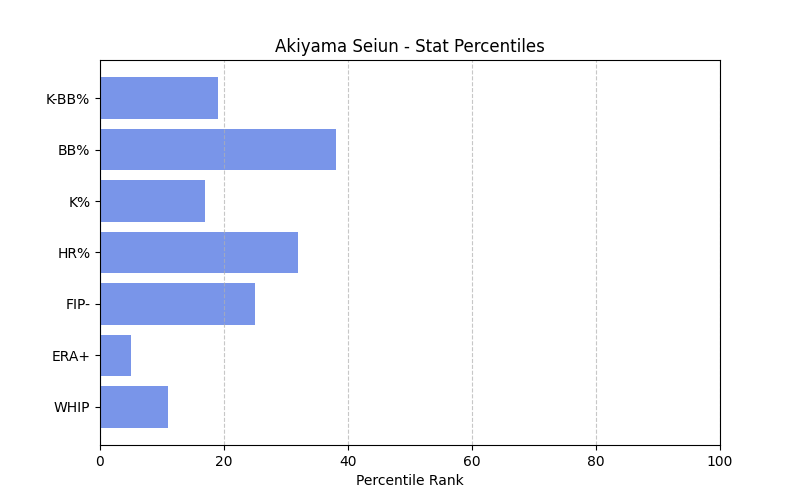 Akiyama Seiun - Stat Percentiles
K-BB%
BB%
K%
HR%
FIP-
ERA+
WHIP
0 20 40 60 80 100
Percentile Rank